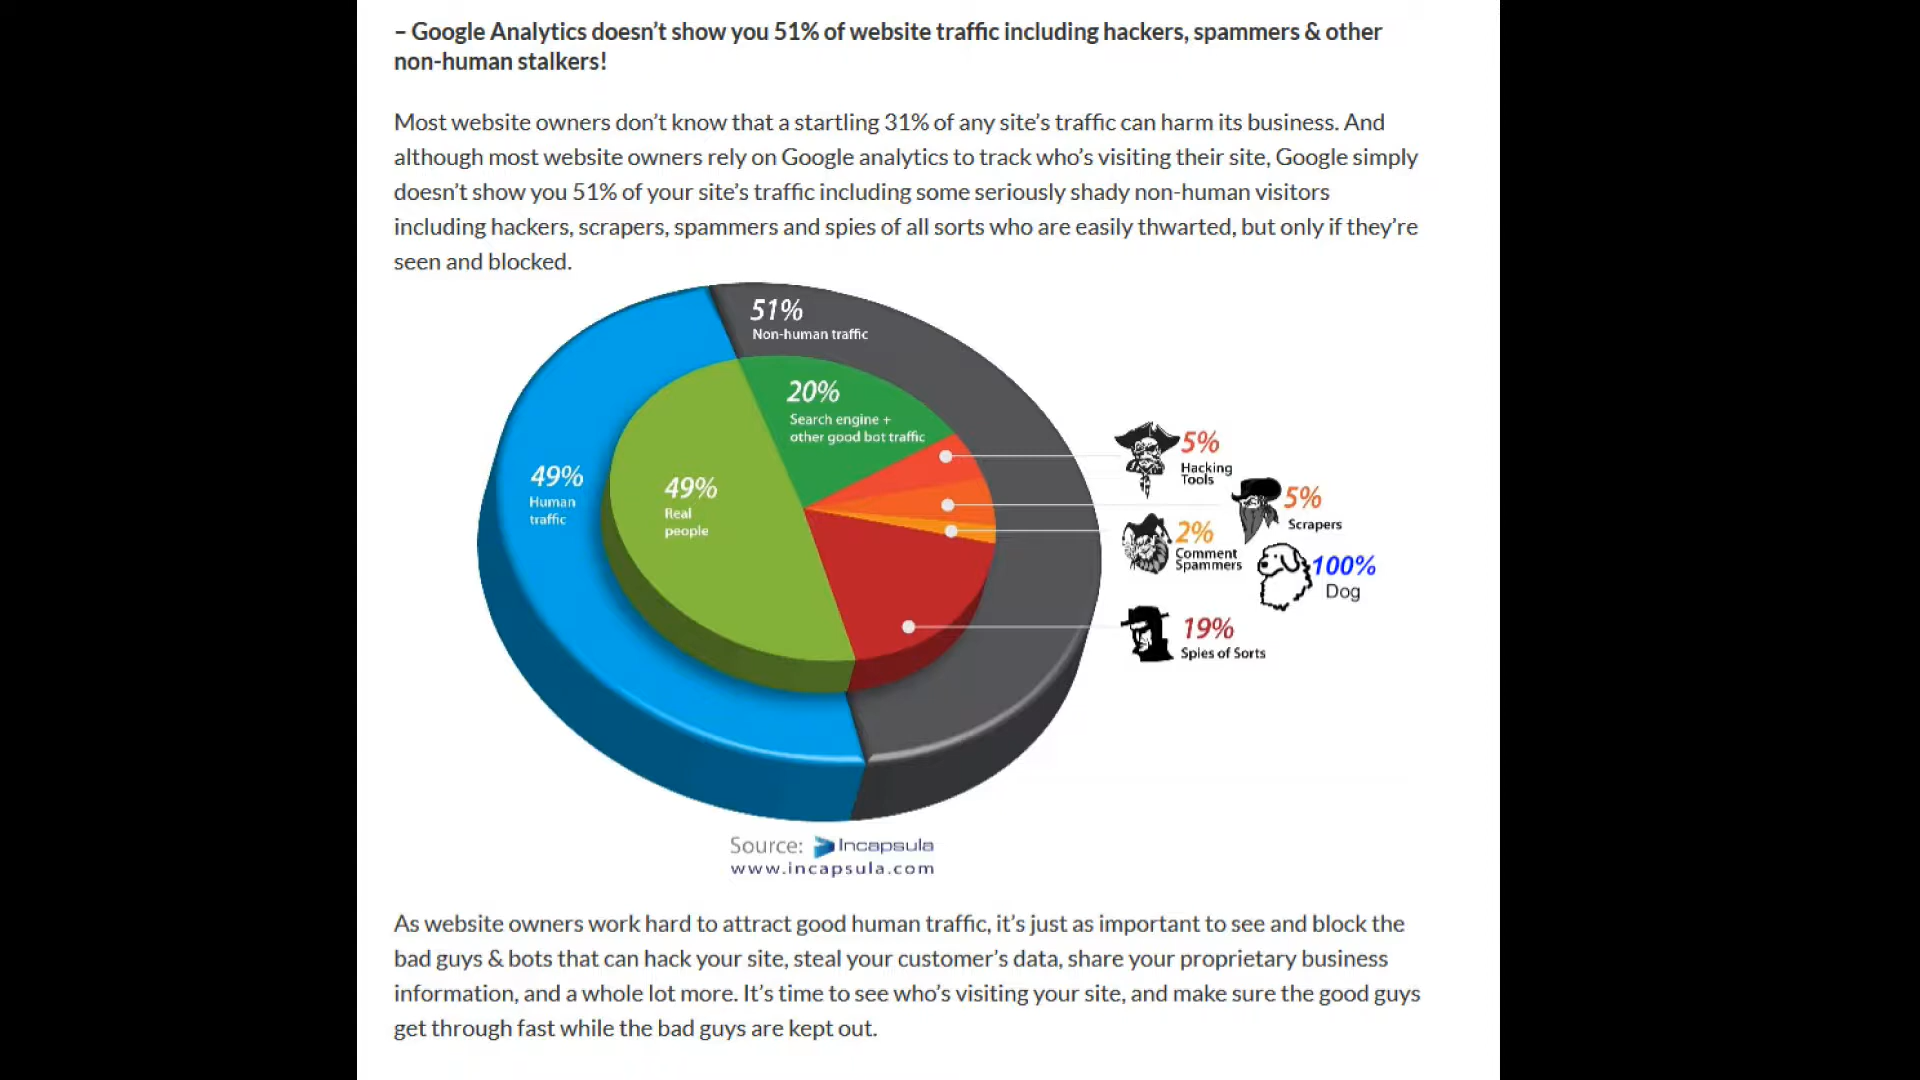 – Google Analytics doesn’t show you 51% of website traffic including hackers, spammers & other
non-human stalkers!
Most website owners don’t know that a startling 31% of any site’s traffic can harm its business. And
although most website owners rely on Google analytics to track who’s visiting their site, Google simply
doesn’t show you 51% of your site’s traffic including some seriously shady non-human visitors
including hackers, scrapers, spammers and spies of all sorts who are easily thwarted, but only if they’re
seen and blocked.
51%
Non-human traffic
20%
Search engine +
other good bot traffic
49%
Human
traffic
49%
Real
people
5%
Hacking
Tools
5%
Scrapers
2%
Comment
Spammers
100%
Dog
19%
Spies of Sorts
Source: Incapsula
www.incapsula.com
As website owners work hard to attract good human traffic, it’s just as important to see and block the
bad guys & bots that can hack your site, steal your customer’s data, share your proprietary business
information, and a whole lot more. It’s time to see who’s visiting your site, and make sure the good guys
get through fast while the bad guys are kept out.